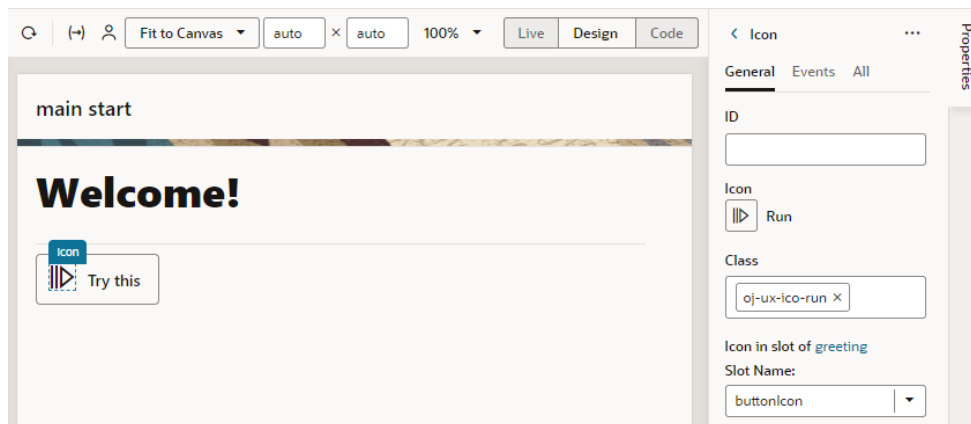 Fit to Canvas
auto × auto
100%
Live Design Code
main start
Welcome!
Icon
Try this
Icon
General Events All
ID
Icon
Run
Class
oj-ux-ico-run ×
Icon in slot of greeting
Slot Name:
buttonIcon
Properties